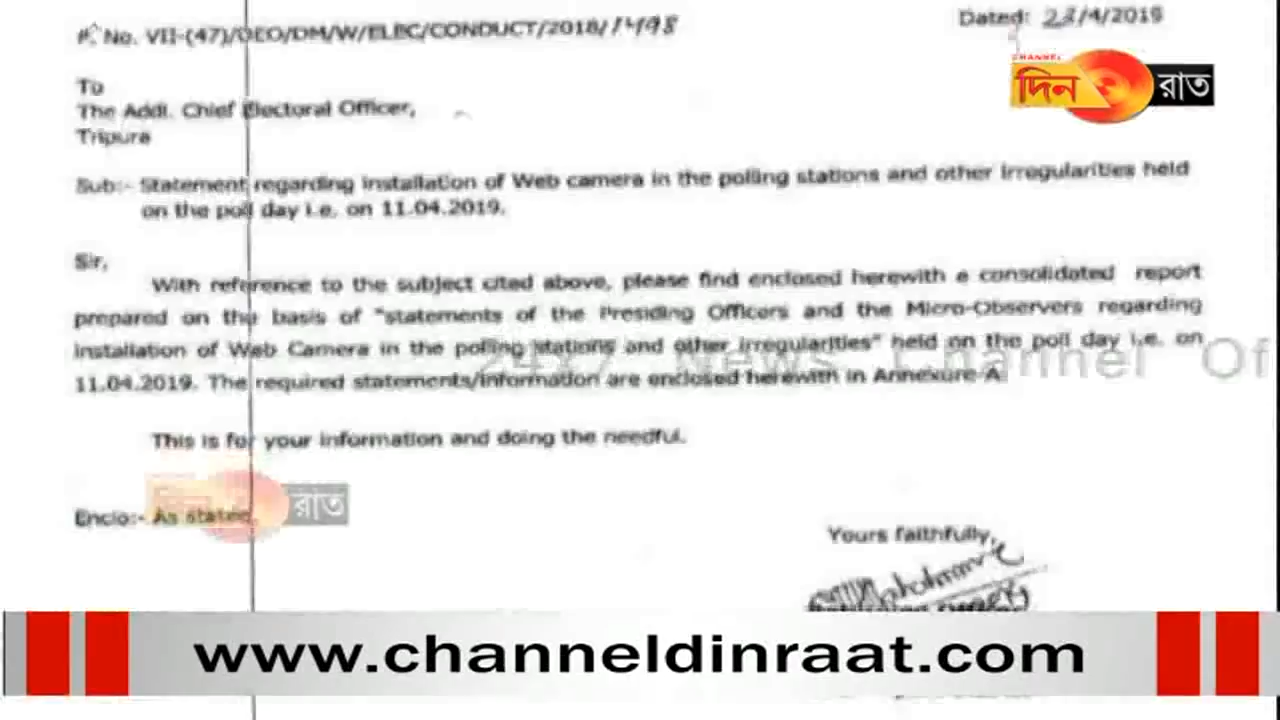 F. No. VII-(47)/DEO/DM/W/ELEC/CONDUCT/2018/1498
Dated: 23/4/2019
CHANNEL
দিন রাত
To
The Addl. Chief Electoral Officer,
Tripura
Sub:- Statement regarding installation of Web camera in the polling stations and other irregularities held
on the poll day i.e. on 11.04.2019.
Sir,
With reference to the subject cited above, please find enclosed herewith a consolidated report
prepared on the basis of "statements of the Presiding Officers and the Micro-Observers regarding
installation of Web Camera in the polling stations and other irregularities" held on the poll day i.e. on
24x7 News Channel Of
11.04.2019. The required statements/information are enclosed herewith in Annexure-A.
This is for your information and doing the needful.
দিন রাত
Enclo:- As stated.
Yours faithfully,
www.channeldinraat.com